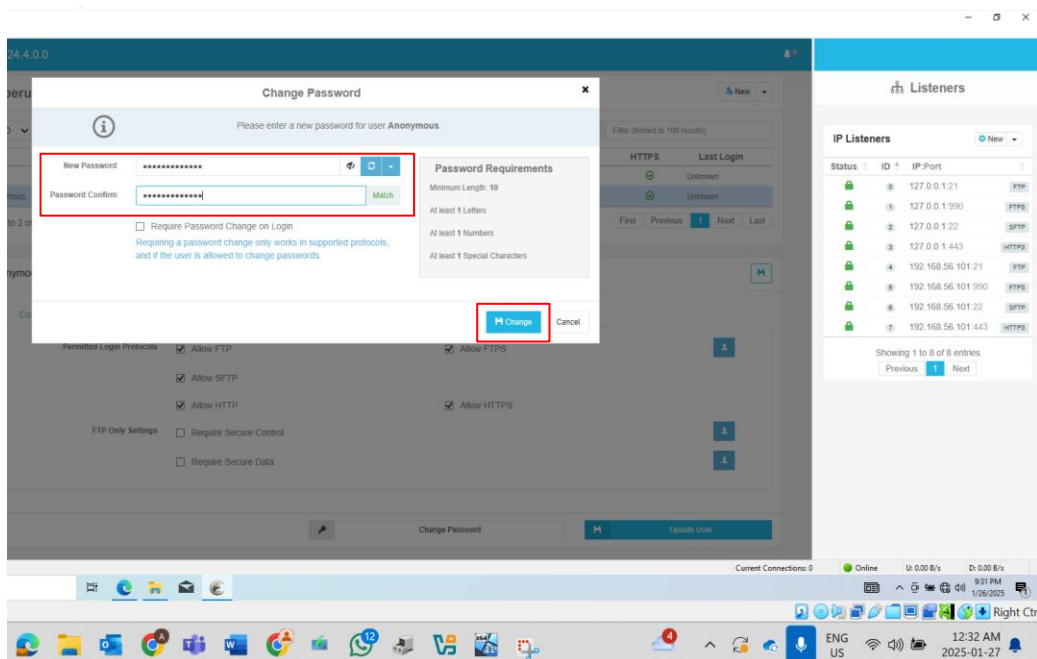 24.4.0.0
7
Listeners
Change Password
×
New
Please enter a new password for user Anonymous.
Filter (limited to 100 results)
IP Listeners
New
HTTPS
Last Login
Status
ID
IP:Port
New Password
*************
Password Requirements
Unknown
0
127.0.0.1:21
FTP
Password Confirm
*************
Match
Minimum Length: 10
Unknown
1
127.0.0.1:990
FTPS
First
Previous
1
Next
Last
2
127.0.0.1:22
SFTP
Require Password Change on Login
At least 1 Letters
3
127.0.0.1:443
HTTPS
Requiring a password change only works in supported protocols,
and if the user is allowed to change passwords.
At least 1 Numbers
At least 1 Special Characters
4
192.168.56.101:21
FTP
5
192.168.56.101:990
FTPS
6
192.168.56.101:22
SFTP
Change
Cancel
7
192.168.56.101:443
HTTPS
Permitted Login Protocols
Allow FTP
Allow FTPS
Showing 1 to 8 of 8 entries
Previous
1
Next
Allow SFTP
Allow HTTP
Allow HTTPS
FTP Only Settings
Require Secure Control
Require Secure Data
Change Password
Update User
Current Connections: 0
Online
U: 0.00 B/s
D: 0.00 B/s
9:31 PM
1/26/2025
Right Ctr
12
4
ENG
US
12:32 AM
2025-01-27